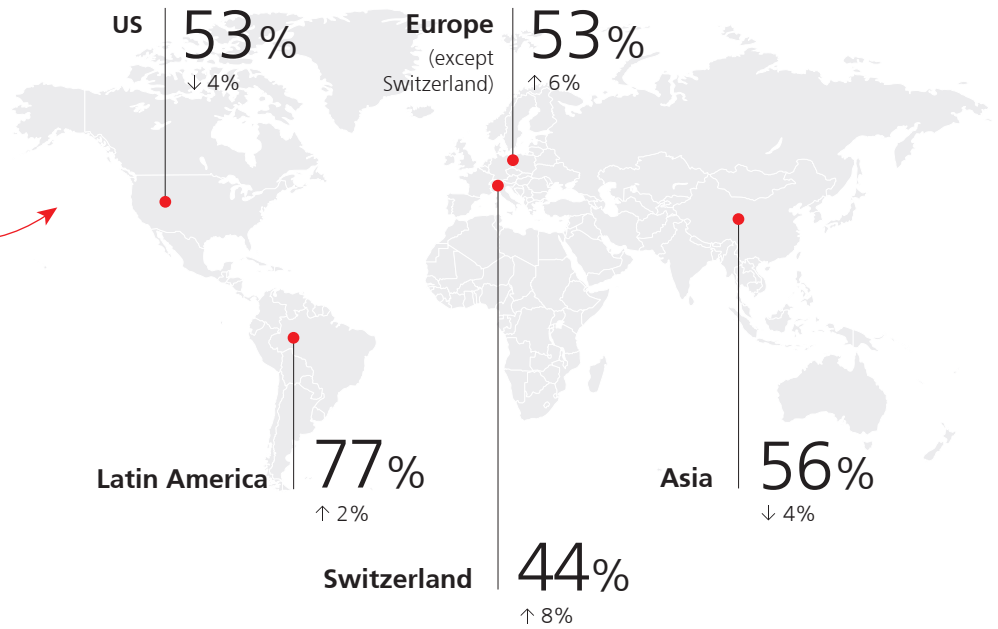 US
53%
↓ 4%
Europe
(except
Switzerland)
53%
↑ 6%
Latin America
77%
↑ 2%
Asia
56%
↓ 4%
Switzerland
44%
↑ 8%